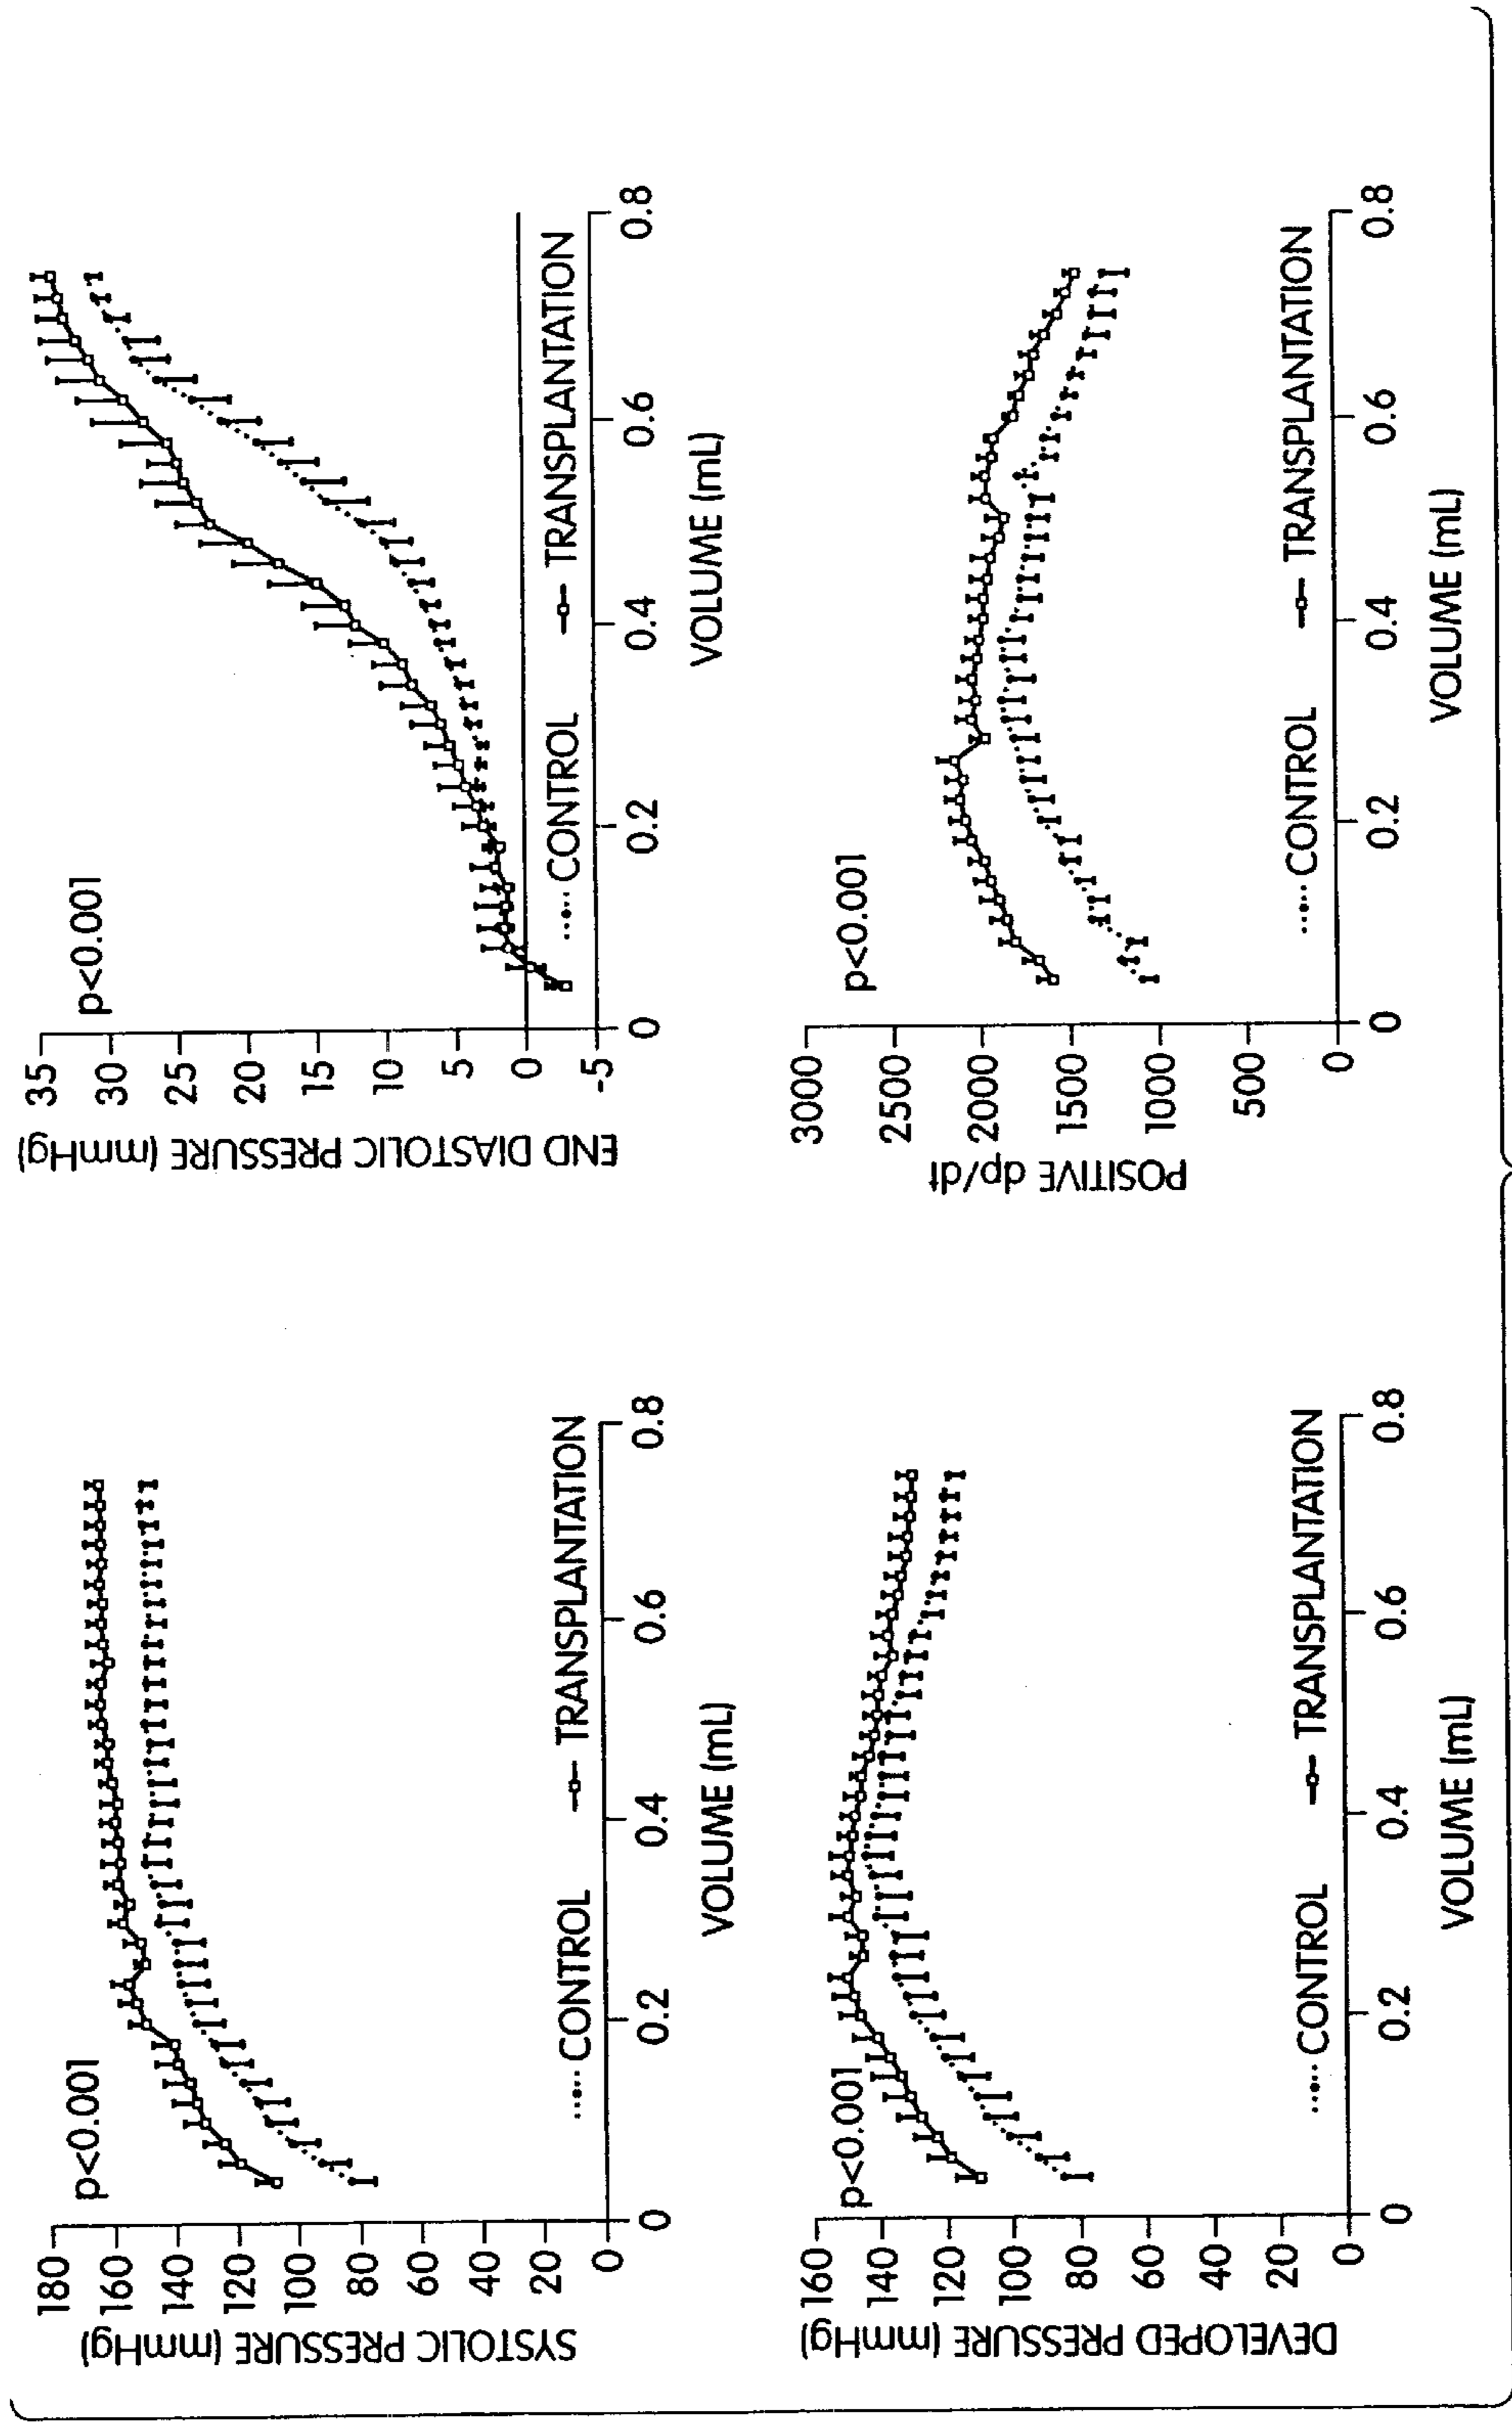 SYSTOLIC PRESSURE (mmHg)
180
160
140
120
100
80
60
40
20
0
p<0.001
CONTROL
TRANSPLANTATION
0
0.2
0.4
0.6
0.8
VOLUME (mL)
END DIASTOLIC PRESSURE (mmHg)
35
30
25
20
15
10
5
0
-5
p<0.001
CONTROL
TRANSPLANTATION
0
0.2
0.4
0.6
0.8
VOLUME (mL)
DEVELOPED PRESSURE (mmHg)
160
140
120
100
80
60
40
20
0
p<0.001
CONTROL
TRANSPLANTATION
0
0.2
0.4
0.6
0.8
VOLUME (mL)
POSITIVE dp/dt
3000
2500
2000
1500
1000
500
0
p<0.001
CONTROL
TRANSPLANTATION
0
0.2
0.4
0.6
0.8
VOLUME (mL)